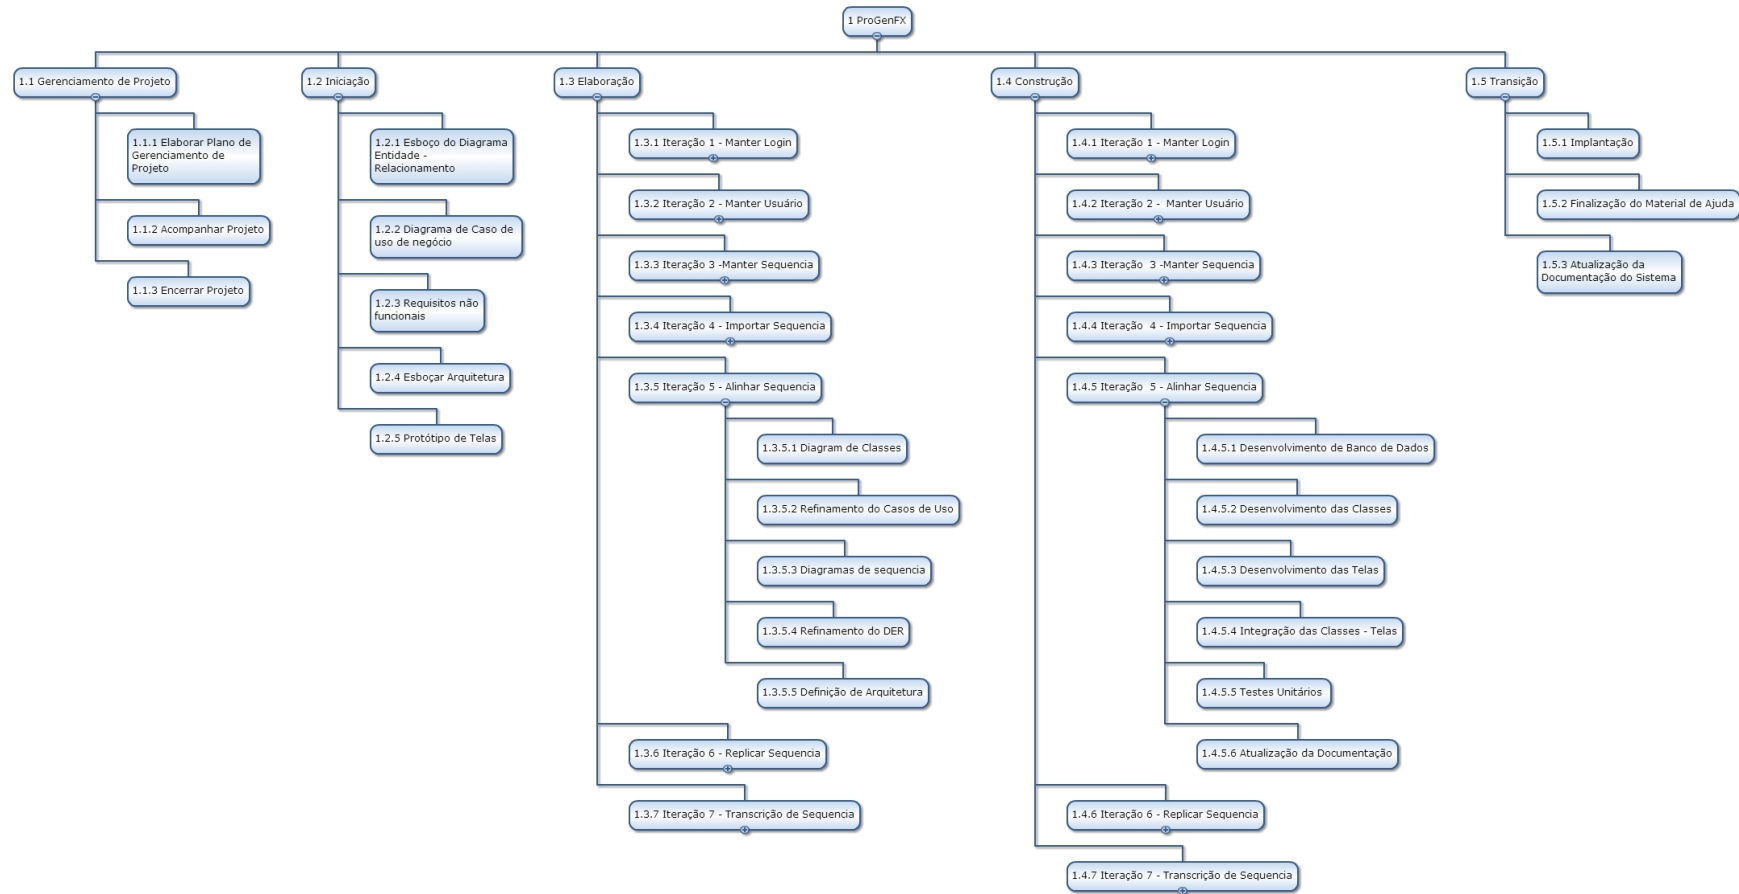 1 ProGenFX
1.1 Gerenciamento de Projeto
1.1.1 Elaborar Plano de
Gerenciamento de
Projeto
1.1.2 Acompanhar Projeto
1.1.3 Encerrar Projeto
1.2 Iniciação
1.2.1 Esboço do Diagrama
Entidade -
Relacionamento
1.2.2 Diagrama de Caso de
uso de negócio
1.2.3 Requisitos não
funcionais
1.2.4 Esboçar Arquitetura
1.2.5 Protótipo de Telas
1.3 Elaboração
1.3.1 Iteração 1 - Manter Login
1.3.2 Iteração 2 - Manter Usuário
1.3.3 Iteração 3 -Manter Sequencia
1.3.4 Iteração 4 - Importar Sequencia
1.3.5 Iteração 5 - Alinhar Sequencia
1.3.5.1 Diagram de Classes
1.3.5.2 Refinamento do Casos de Uso
1.3.5.3 Diagramas de sequencia
1.3.5.4 Refinamento do DER
1.3.5.5 Definição de Arquitetura
1.3.6 Iteração 6 - Replicar Sequencia
1.3.7 Iteração 7 - Transcrição de Sequencia
1.4 Construção
1.4.1 Iteração 1 - Manter Login
1.4.2 Iteração 2 -  Manter Usuário
1.4.3 Iteração  3 -Manter Sequencia
1.4.4 Iteração  4 - Importar Sequencia
1.4.5 Iteração  5 - Alinhar Sequencia
1.4.5.1 Desenvolvimento de Banco de Dados
1.4.5.2 Desenvolvimento das Classes
1.4.5.3 Desenvolvimento das Telas
1.4.5.4 Integração das Classes - Telas
1.4.5.5 Testes Unitários
1.4.5.6 Atualização da Documentação
1.4.6 Iteração 6 - Replicar Sequencia
1.4.7 Iteração 7 - Transcrição de Sequencia
1.5 Transição
1.5.1 Implantação
1.5.2 Finalização do Material de Ajuda
1.5.3 Atualização da
Documentação do Sistema